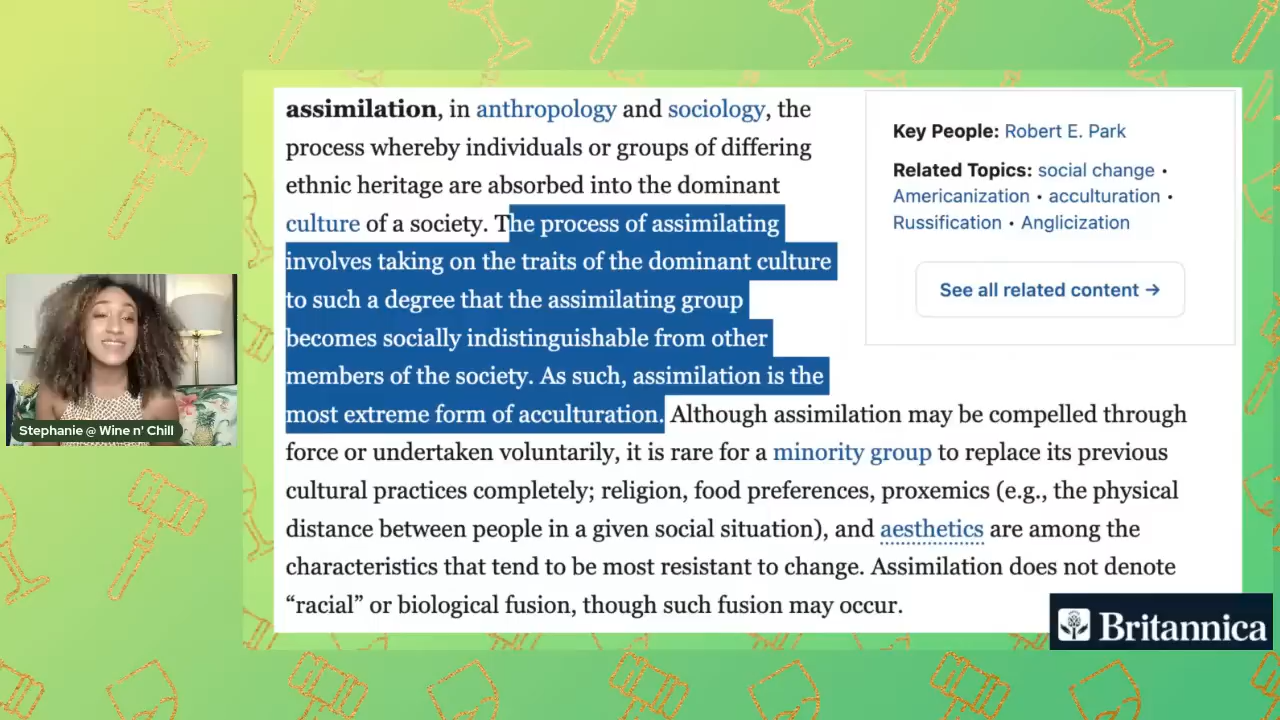 assimilation, in anthropology and sociology, the
process whereby individuals or groups of differing
ethnic heritage are absorbed into the dominant
culture of a society. The process of assimilating
involves taking on the traits of the dominant culture
to such a degree that the assimilating group
becomes socially indistinguishable from other
members of the society. As such, assimilation is the
most extreme form of acculturation. Although assimilation may be compelled through
force or undertaken voluntarily, it is rare for a minority group to replace its previous
cultural practices completely; religion, food preferences, proxemics (e.g., the physical
distance between people in a given social situation), and aesthetics are among the
characteristics that tend to be most resistant to change. Assimilation does not denote
“racial” or biological fusion, though such fusion may occur.
Key People: Robert E. Park
Related Topics: social change •
Americanization • acculturation •
Russification • Anglicization
See all related content →
Stephanie @ Wine n' Chill
Britannica